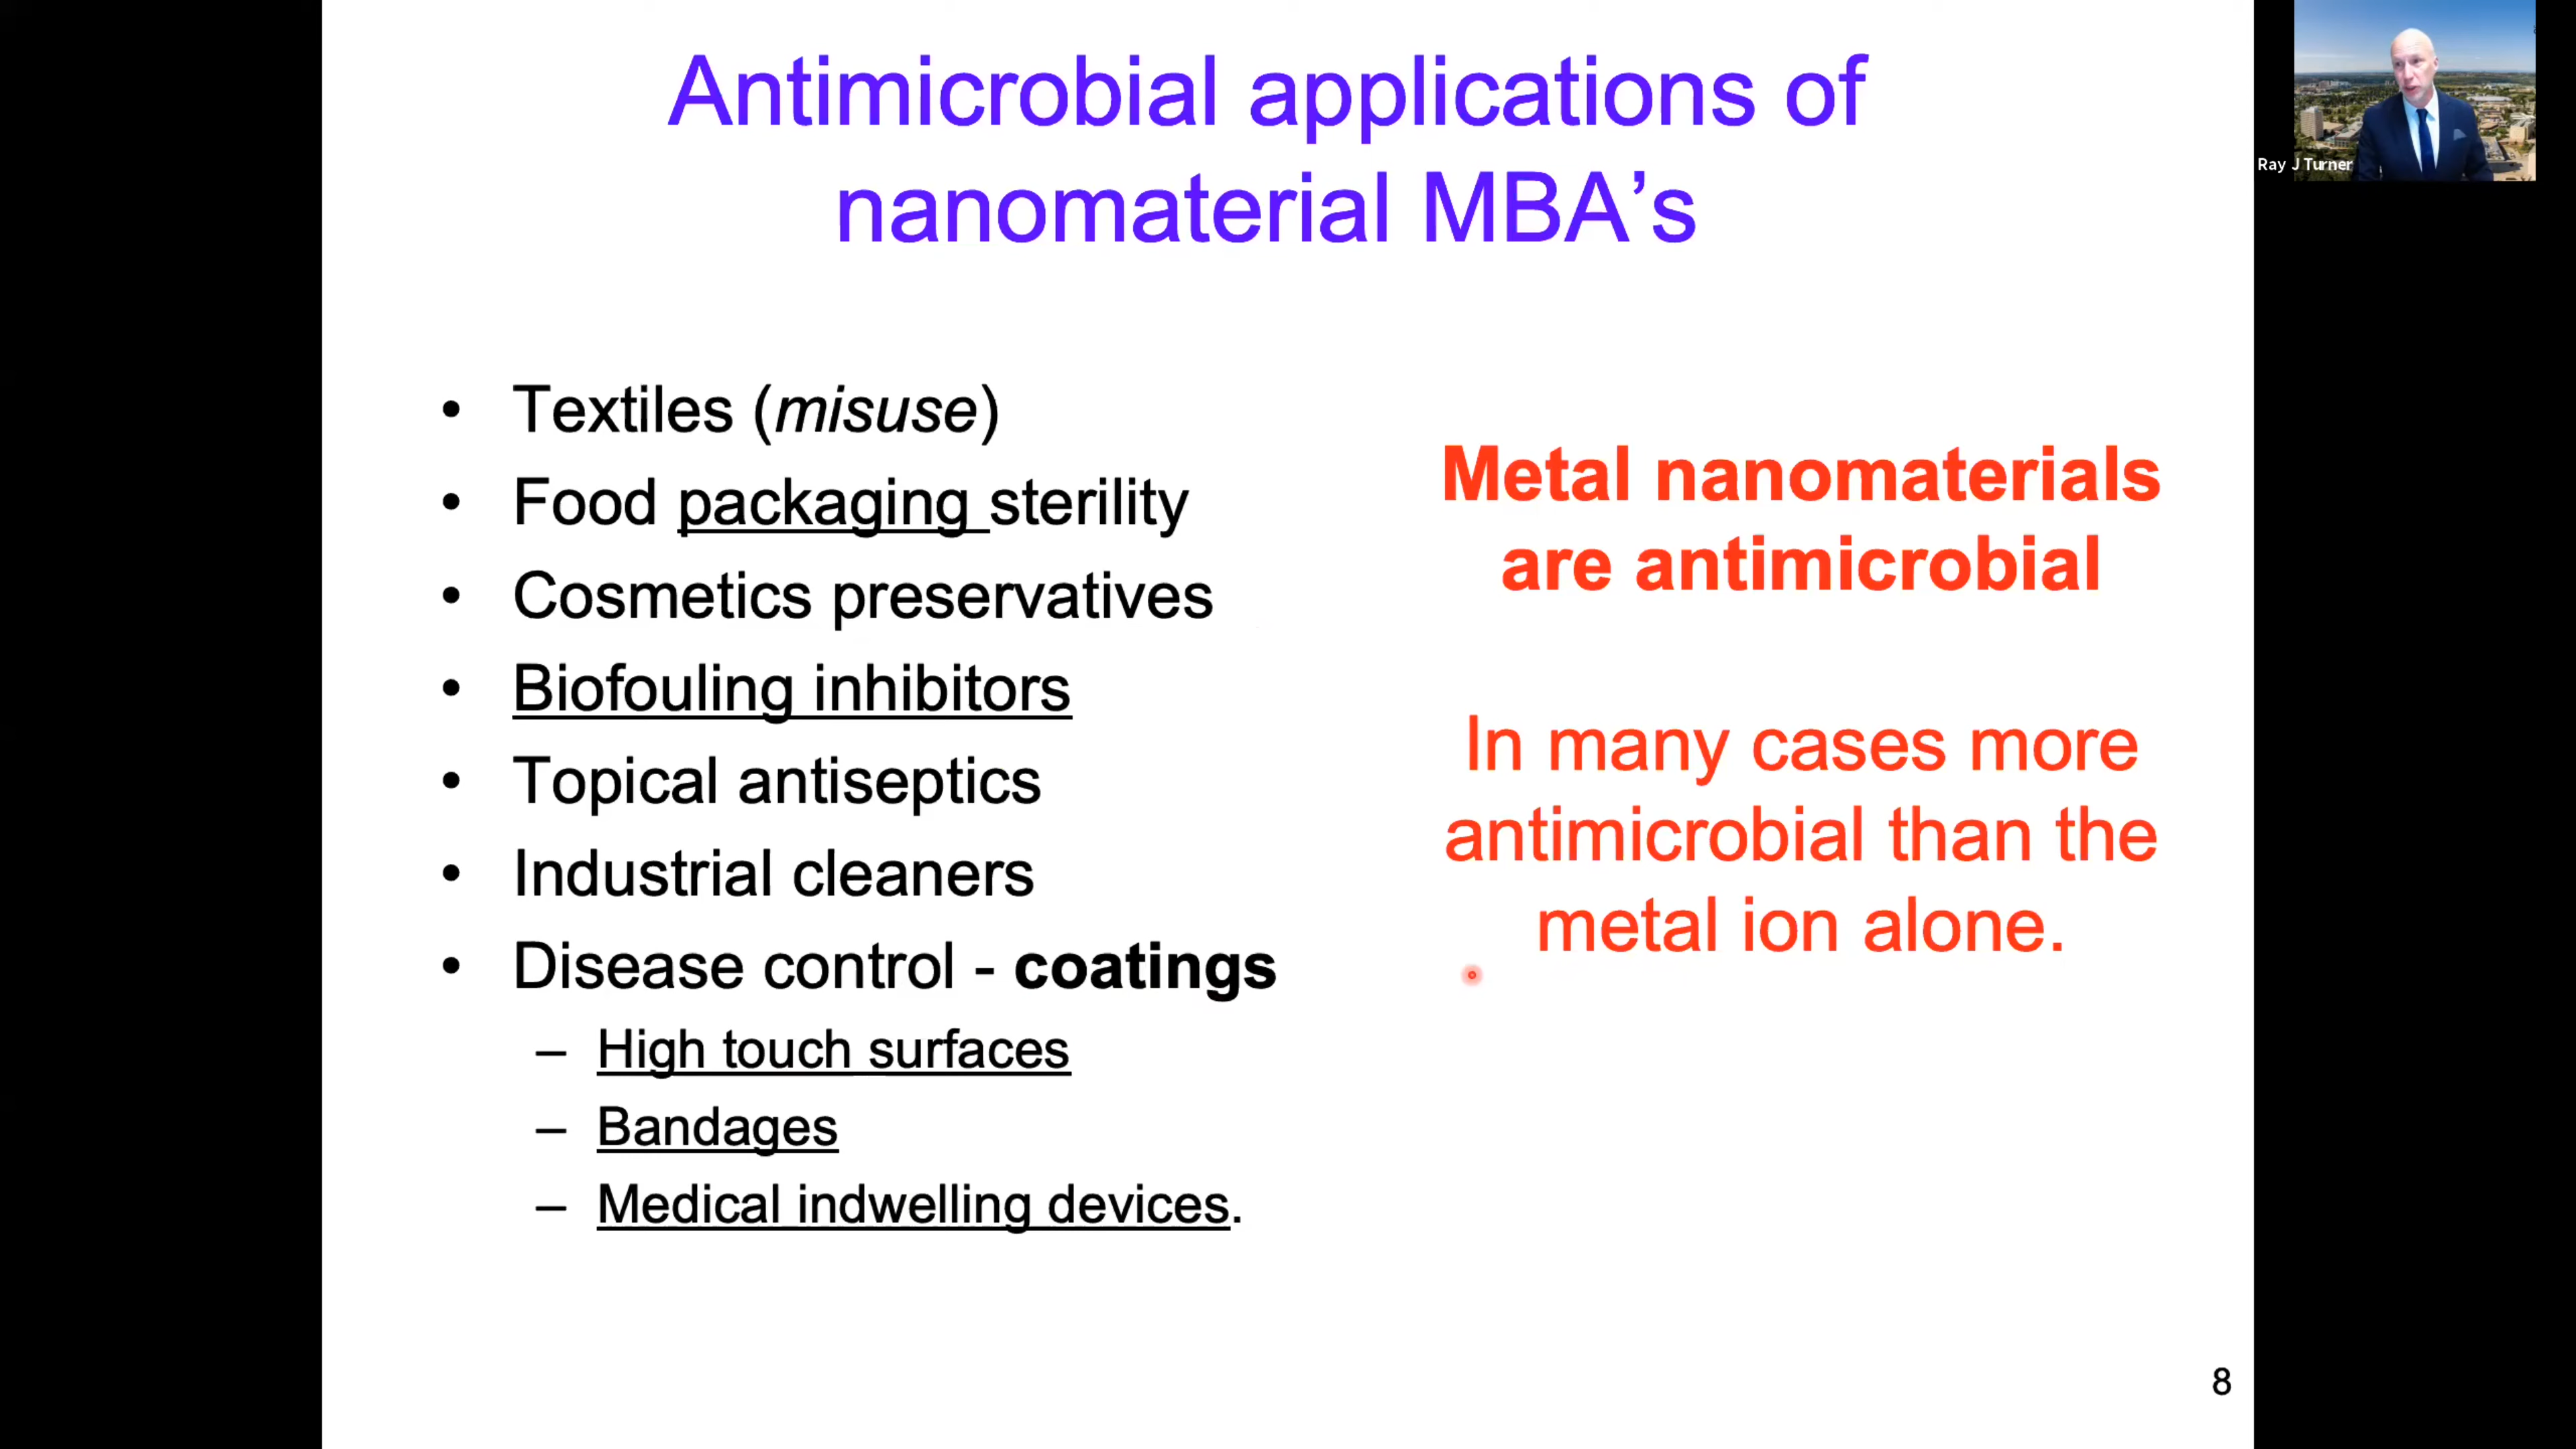 Antimicrobial applications of
nanomaterial MBA’s
• Textiles (misuse)
• Food packaging sterility
• Cosmetics preservatives
• Biofouling inhibitors
• Topical antiseptics
• Industrial cleaners
• Disease control - coatings
– High touch surfaces
– Bandages
– Medical indwelling devices.
Metal nanomaterials
are antimicrobial
In many cases more
antimicrobial than the
metal ion alone.
8
Ray J Turner